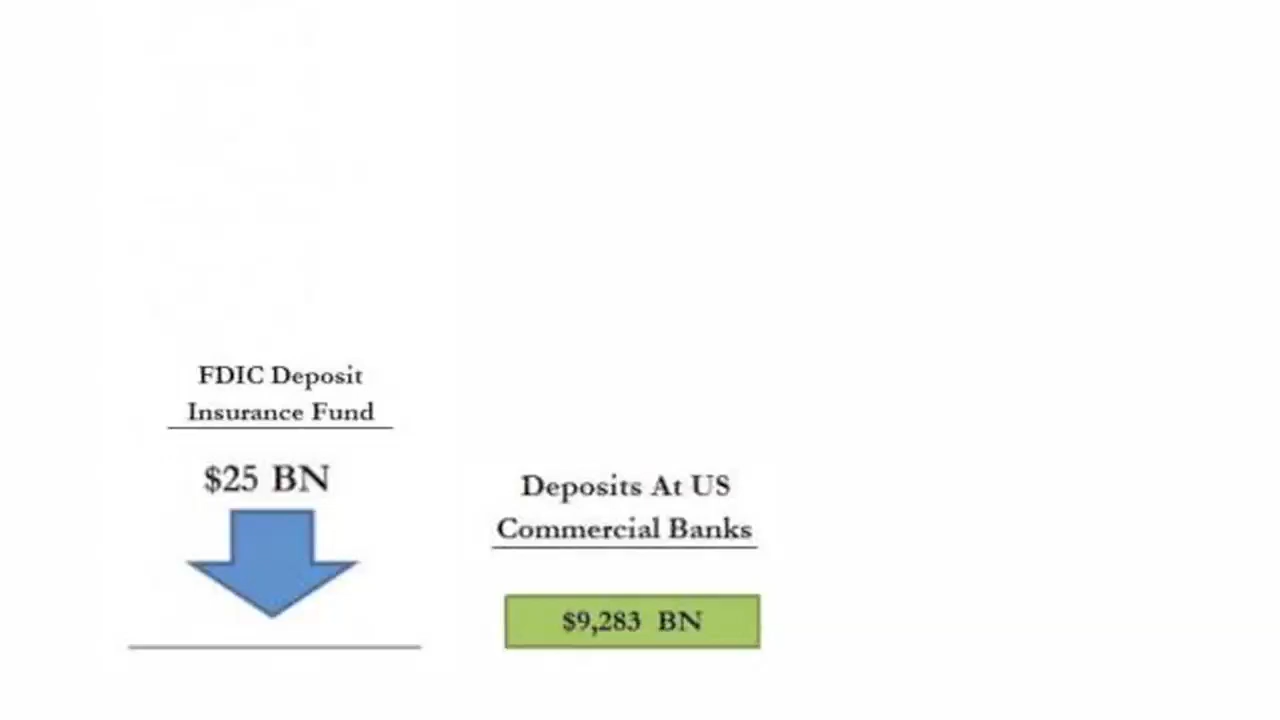 FDIC Deposit
Insurance Fund
$25 BN
Deposits At US
Commercial Banks
$9,283 BN